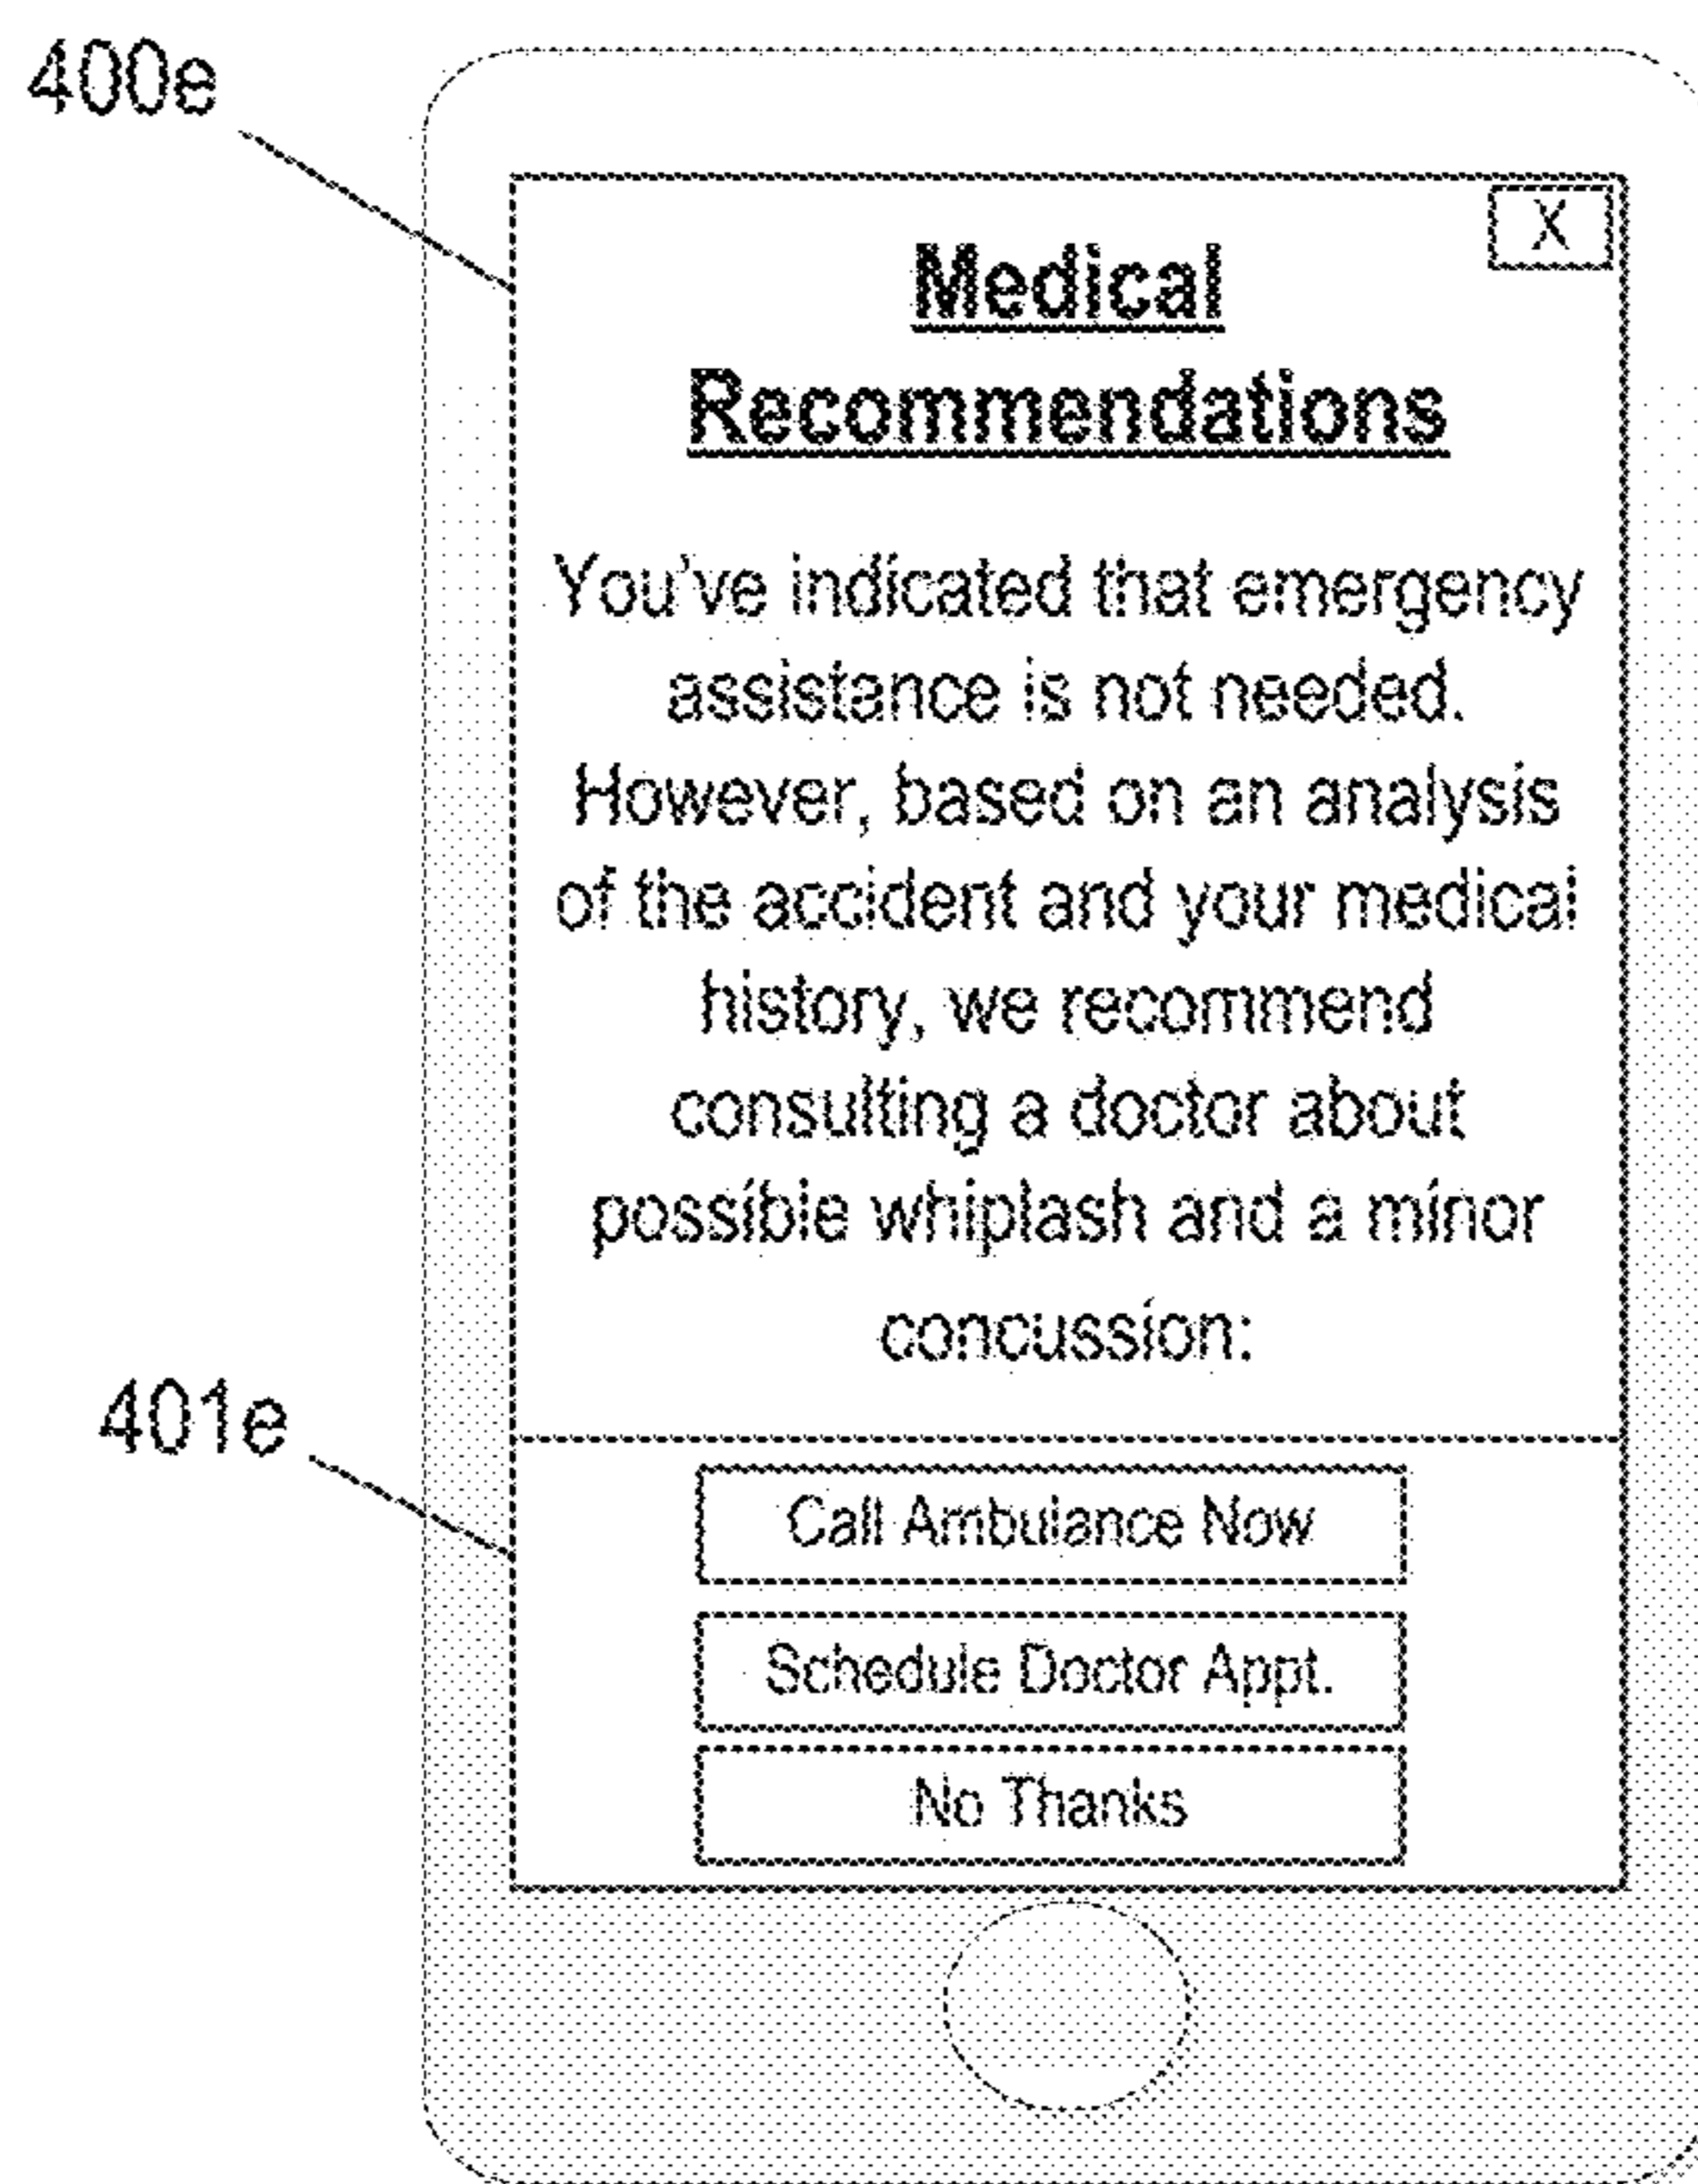 400e
X
Medical
Recommendations
You've indicated that emergency
assistance is not needed.
However, based on an analysis
of the accident and your medical
history, we recommend
consulting a doctor about
possible whiplash and a minor
concussion:
401e
Call Ambulance Now
Schedule Doctor Appt.
No Thanks